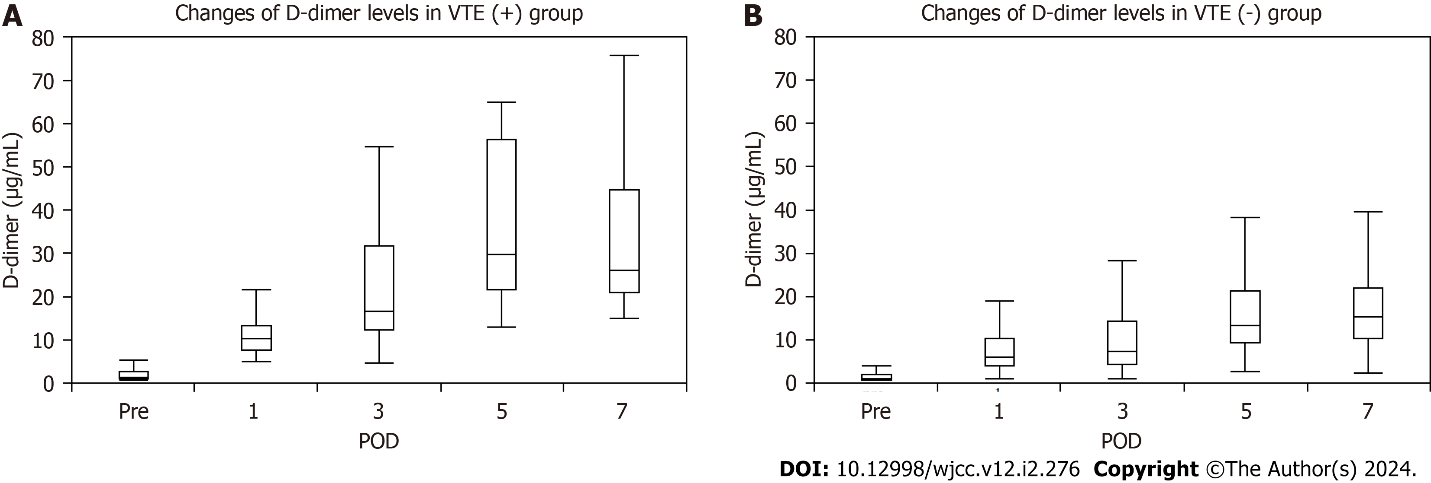 A Changes of D-dimer levels in VTE (+) group
80
70
60
50
40
30
20
10
0
D-dimer (µg/mL)
Pre 1 3 5 7
POD
B Changes of D-dimer levels in VTE (-) group
80
70
60
50
40
30
20
10
0
D-dimer (µg/mL)
Pre 1 3 5 7
POD
DOI: 10.12998/wjcc.v12.i2.276 Copyright ©The Author(s) 2024.